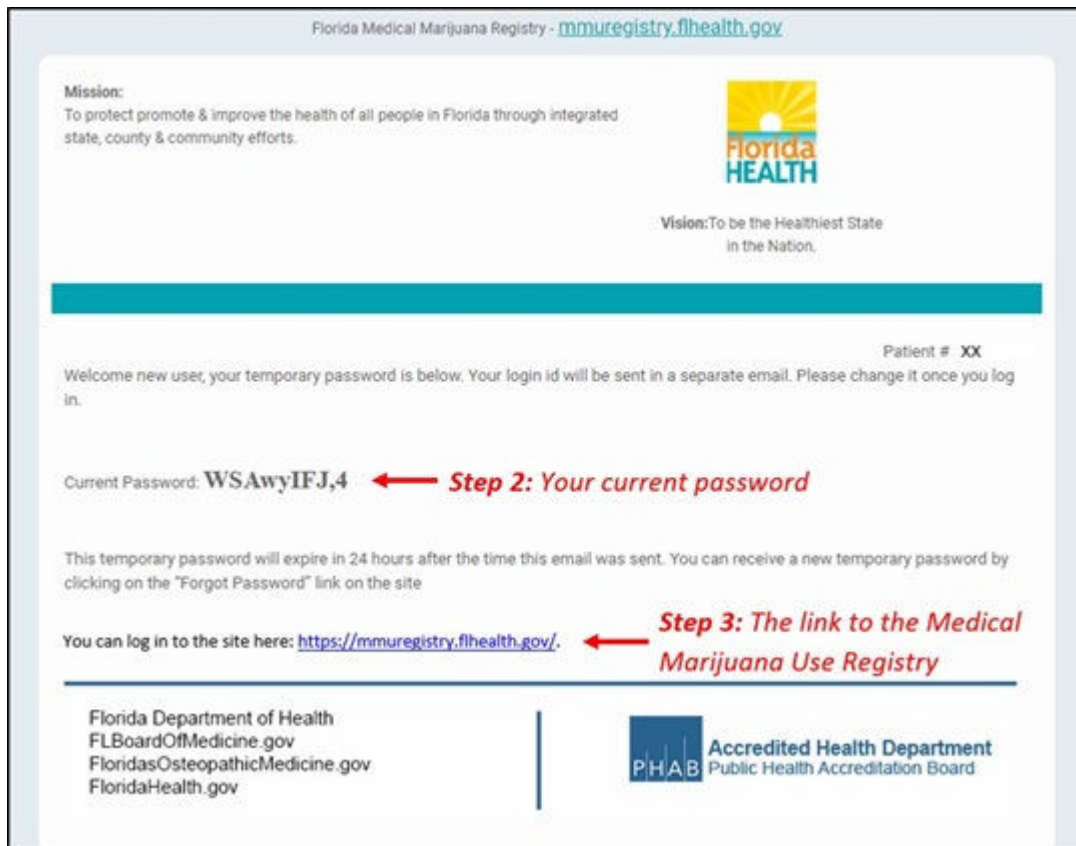 Florida Medical Marijuana Registry - mmuregistry.flhealth.gov
Mission:
To protect promote & improve the health of all people in Florida through integrated
state, county & community efforts.
Florida
HEALTH
Vision:To be the Healthiest State
in the Nation.
Patient # XX
Welcome new user, your temporary password is below. Your login id will be sent in a separate email. Please change it once you log
in.
Current Password: WSAwyIFJ,4
Step 2: Your current password
This temporary password will expire in 24 hours after the time this email was sent. You can receive a new temporary password by
clicking on the "Forgot Password" link on the site
You can log in to the site here: https://mmuregistry.flhealth.gov/.
Step 3: The link to the Medical
Marijuana Use Registry
Florida Department of Health
FLBoardOfMedicine.gov
FloridasOsteopathicMedicine.gov
FloridaHealth.gov
PHAB
Accredited Health Department
Public Health Accreditation Board